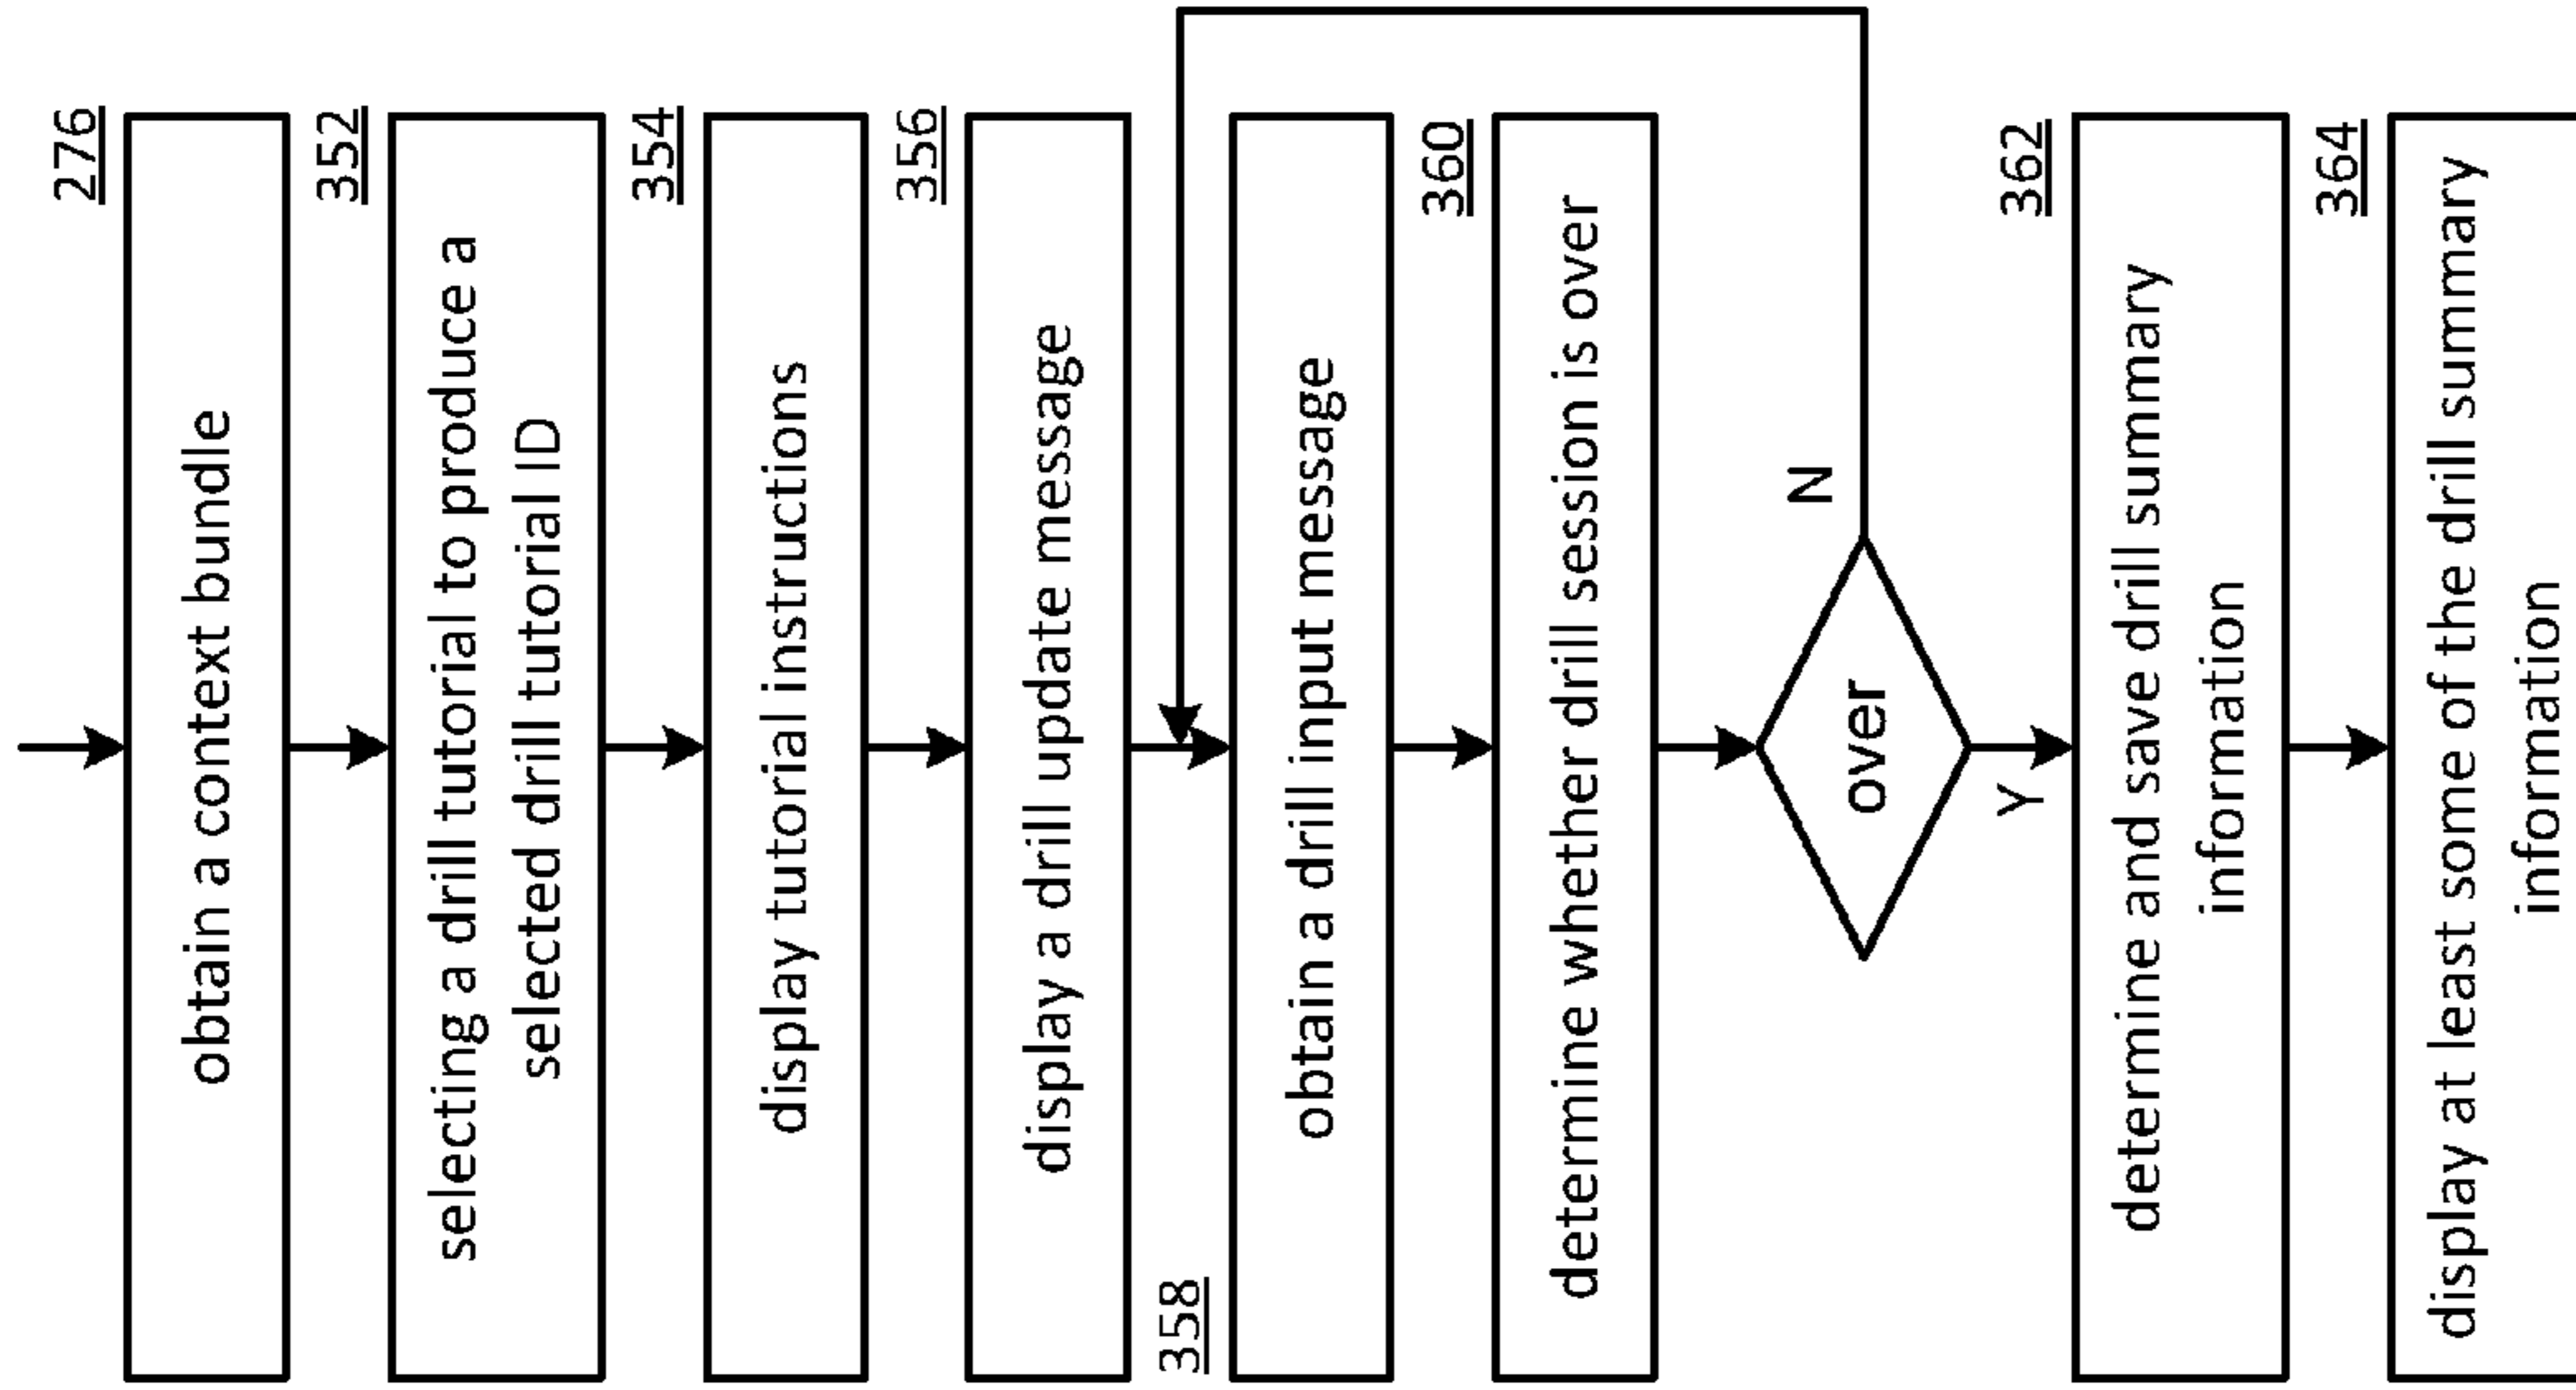 276
obtain a context bundle
352
selecting a drill tutorial to produce a
selected drill tutorial ID
354
display tutorial instructions
356
display a drill update message
358
obtain a drill input message
360
determine whether drill session is over
over
N
Y
362
determine and save drill summary
information
364
display at least some of the drill summary
information